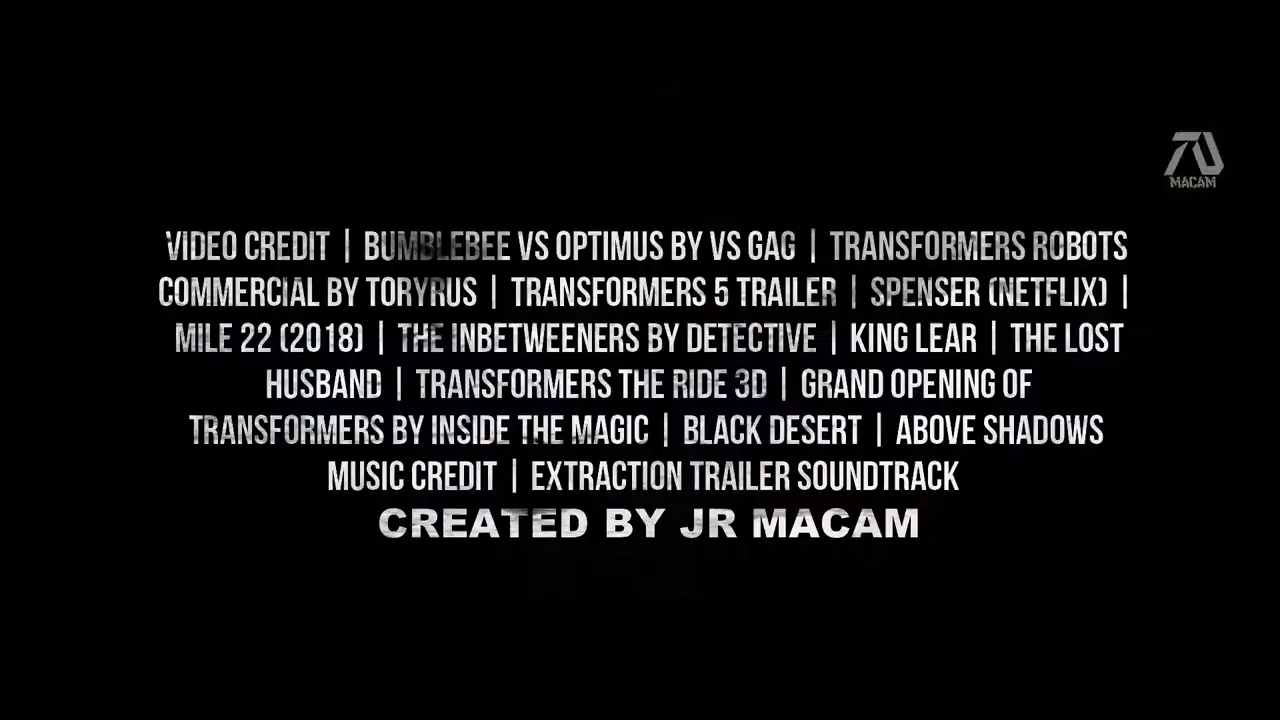 MACAM
VIDEO CREDIT | BUMBLEBEE VS OPTIMUS BY VS GAG | TRANSFORMERS ROBOTS
COMMERCIAL BY TORYRUS | TRANSFORMERS 5 TRAILER | SPENSER (NETFLIX) |
MILE 22 (2018) | THE INBETWEENERS BY DETECTIVE | KING LEAR | THE LOST
HUSBAND | TRANSFORMERS THE RIDE 3D | GRAND OPENING OF
TRANSFORMERS BY INSIDE THE MAGIC | BLACK DESERT | ABOVE SHADOWS
MUSIC CREDIT | EXTRACTION TRAILER SOUNDTRACK
CREATED BY JR MACAM